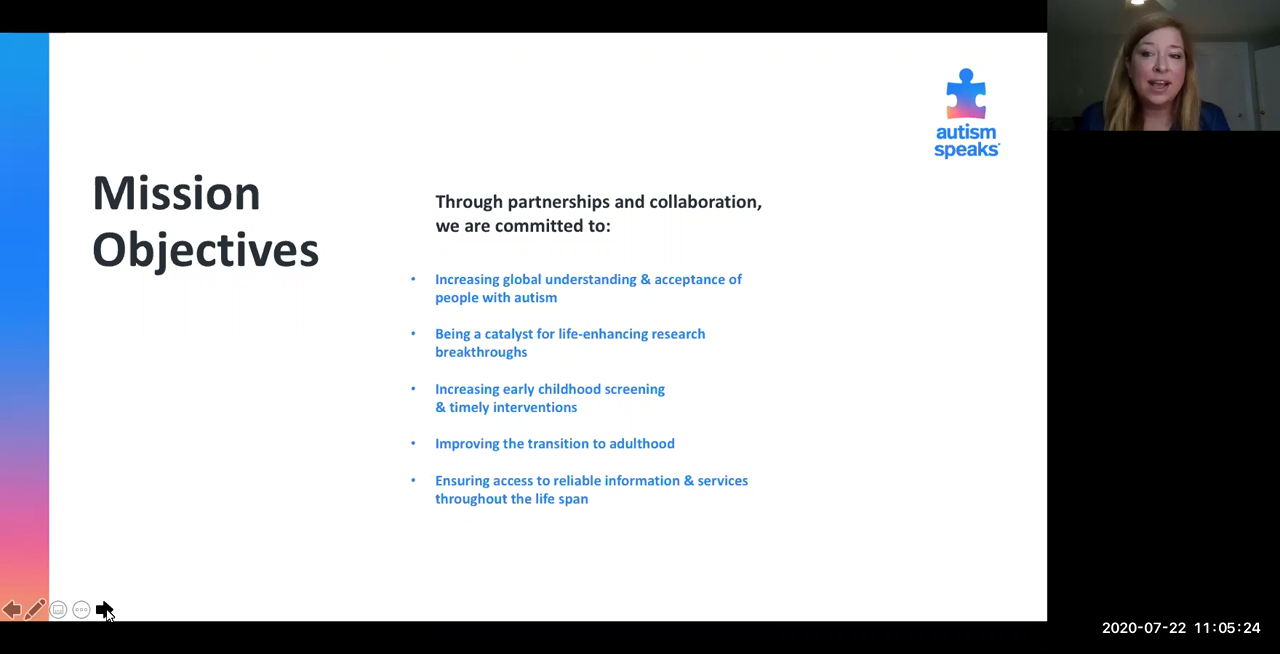 autism
speaks
Mission
Objectives
Through partnerships and collaboration,
we are committed to:
• Increasing global understanding & acceptance of
people with autism
• Being a catalyst for life-enhancing research
breakthroughs
• Increasing early childhood screening
& timely interventions
• Improving the transition to adulthood
• Ensuring access to reliable information & services
throughout the life span
2020-07-22 11:05:24